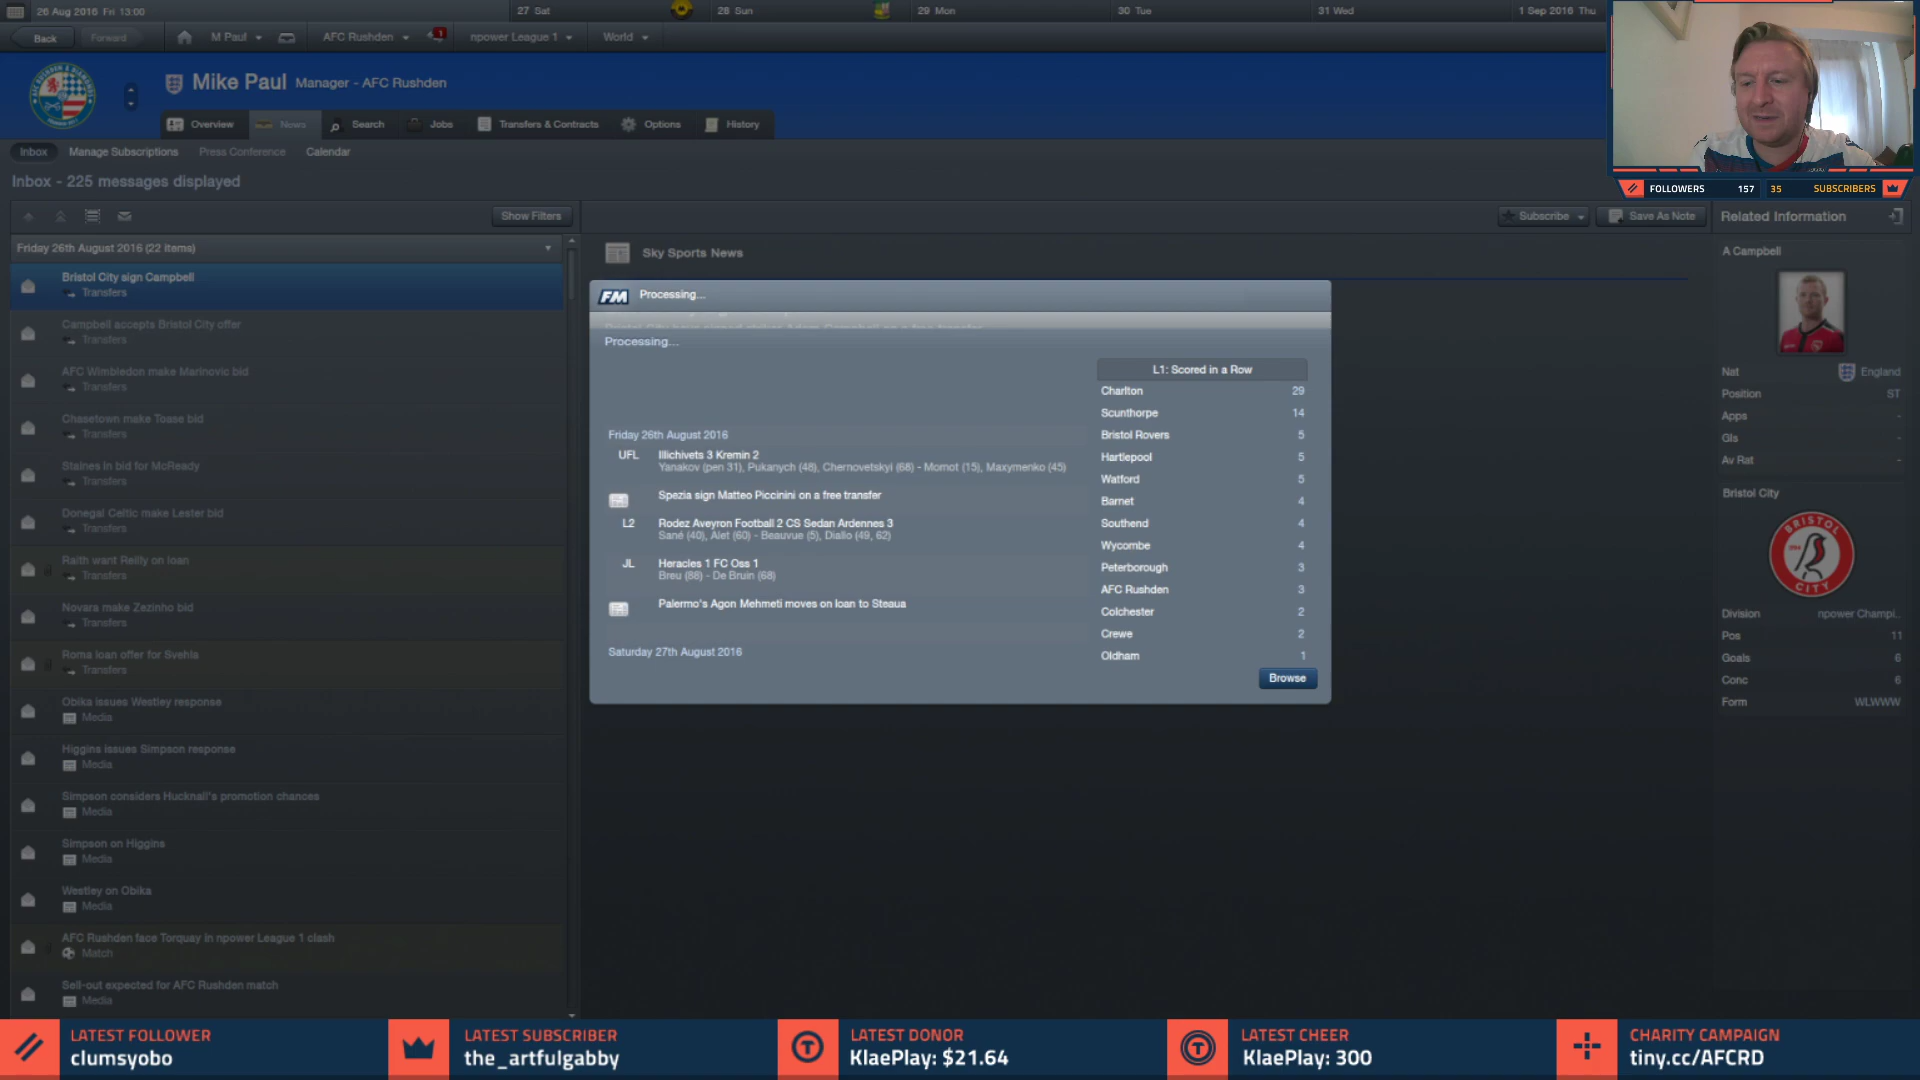 26 Aug 2016 Fri 13:00
27 Sat
28 Sun
29 Mon
30 Tue
31 Wed
1 Sep 2016 Thu
Back
Forward
M Paul
AFC Rushden
1
npower League 1
World
Mike Paul Manager - AFC Rushden
Overview
News
Search
Jobs
Transfers & Contracts
Options
History
Inbox
Manage Subscriptions
Press Conference
Calendar
Inbox - 225 messages displayed
FOLLOWERS 157
35 SUBSCRIBERS
Show Filters
Subscribe
Save As Note
Related Information
Friday 26th August 2016 (22 Items)
Bristol City sign Campbell
Transfers
Campbell accepts Bristol City offer
Transfers
AFC Wimbledon make Marinovic bid
Transfers
Chasetown make Toase bid
Transfers
Staines in bid for McReady
Transfers
Donegal Celtic make Lester bid
Transfers
Raith want Reilly on loan
Transfers
Novara make Zezinho bid
Transfers
Roma loan offer for Svehla
Transfers
Obika issues Westley response
Media
Higgins issues Simpson response
Media
Simpson considers Hucknall's promotion chances
Media
Simpson on Higgins
Media
Westley on Obika
Media
AFC Rushden face Torquay in npower League 1 clash
Match
Sell-out expected for AFC Rushden match
Media
Sky Sports News
FM
Processing...
Processing...
Friday 26th August 2016
UFL Illichivets 3 Kremin 2
Yanakov (pen 31), Pukanych (48), Chernovetskyi (68) - Momot (15), Maxymenko (45)
Spezia sign Matteo Piccinini on a free transfer
L2 Rodez Aveyron Football 2 CS Sedan Ardennes 3
Sané (40), Alet (60) - Beauvue (5), Diallo (49, 62)
JL Heracles 1 FC Oss 1
Breu (88) - De Bruin (68)
Palermo's Agon Mehmeti moves on loan to Steaua
Saturday 27th August 2016
L1: Scored in a Row
Charlton 29
Scunthorpe 14
Bristol Rovers 5
Hartlepool 5
Watford 5
Barnet 4
Southend 4
Wycombe 4
Peterborough 3
AFC Rushden 3
Colchester 2
Crewe 2
Oldham 1
Browse
A Campbell
Nat England
Position ST
Apps -
Gls -
Av Rat -
Bristol City
BRISTOL
CITY
Division npower Champi..
Pos 11
Goals 6
Conc 6
Form WLWWW
LATEST FOLLOWER
clumsyobo
LATEST SUBSCRIBER
the_artfulgabby
LATEST DONOR
KlaePlay: $21.64
LATEST CHEER
KlaePlay: 300
CHARITY CAMPAIGN
tiny.cc/AFCRD